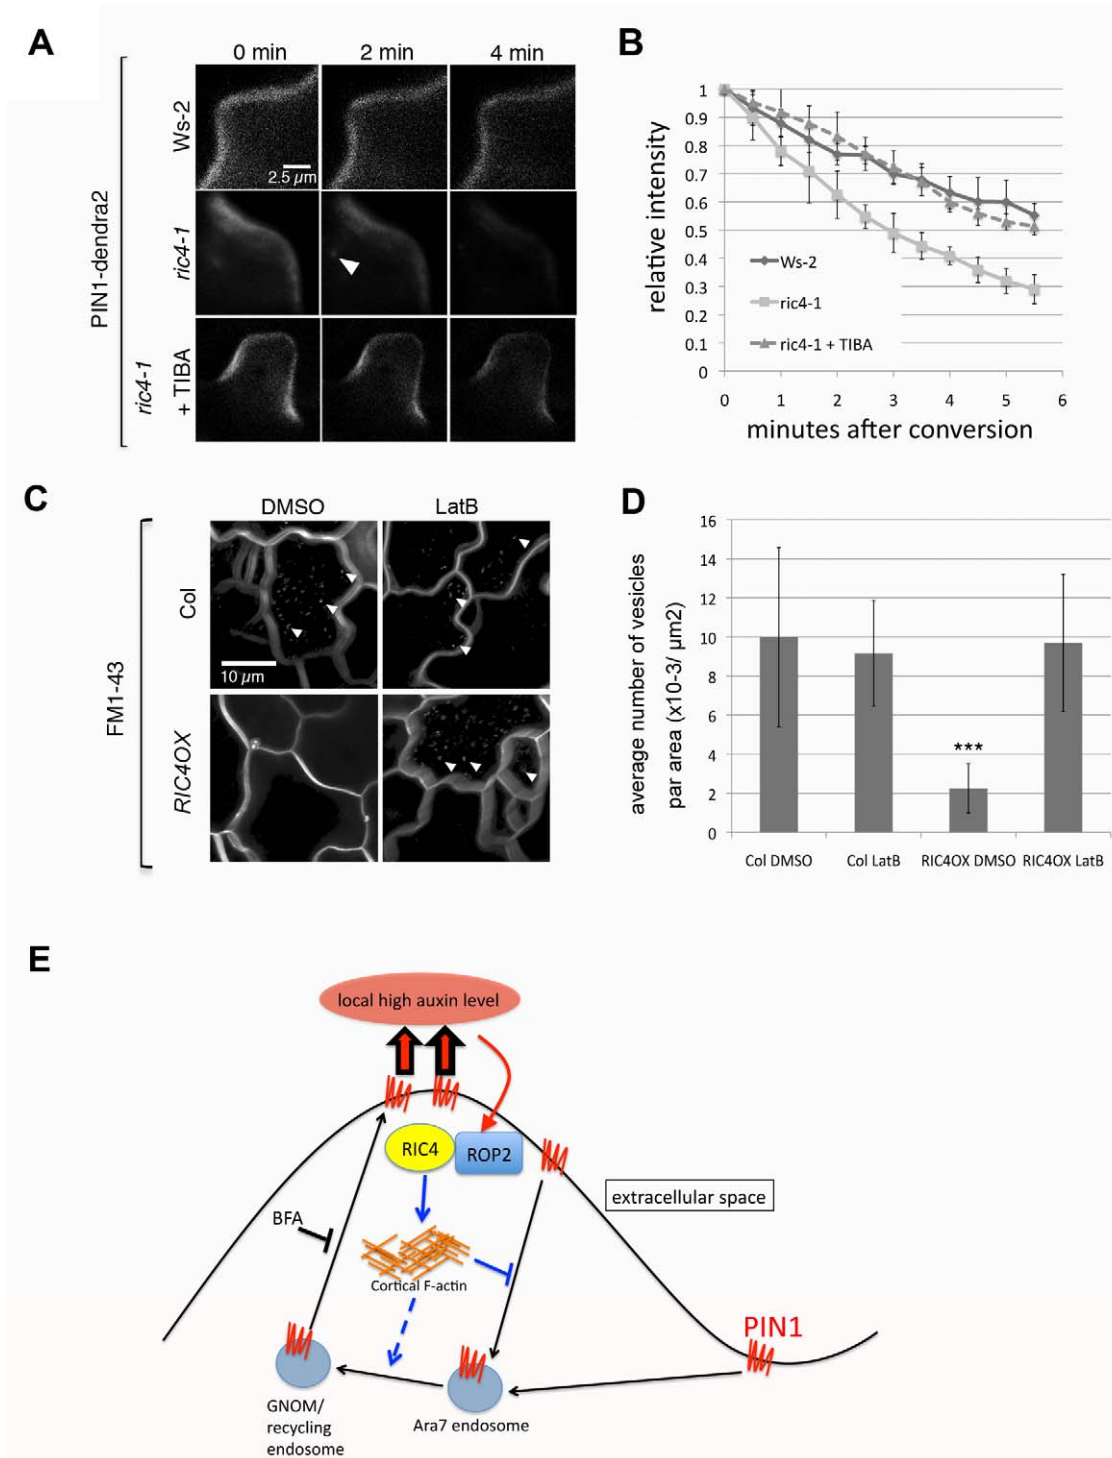 A
0 min
2 min
4 min
PIN1-dendra2
Ws-2
2.5 µm
ric4-1
ric4-1
+ TIBA
B
relative intensity
1
0.9
0.8
0.7
0.6
0.5
0.4
0.3
0.2
0.1
0
Ws-2
ric4-1
ric4-1 + TIBA
0 1 2 3 4 5 6
minutes after conversion
C
DMSO
LatB
FM1-43
Col
10 µm
RIC4OX
D
average number of vesicles
par area (x10-3/ µm2)
16
14
12
10
8
6
4
2
0
***
Col DMSO
Col LatB
RIC4OX DMSO
RIC4OX LatB
E
local high auxin level
RIC4
ROP2
extracellular space
BFA
Cortical F-actin
PIN1
GNOM/
recycling
endosome
Ara7 endosome